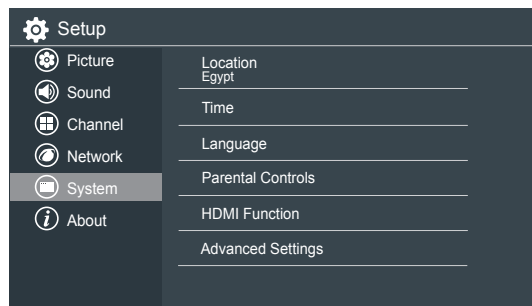 Setup
Picture
Sound
Channel
Network
System
About
Location
Egypt
Time
Language
Parental Controls
HDMI Function
Advanced Settings